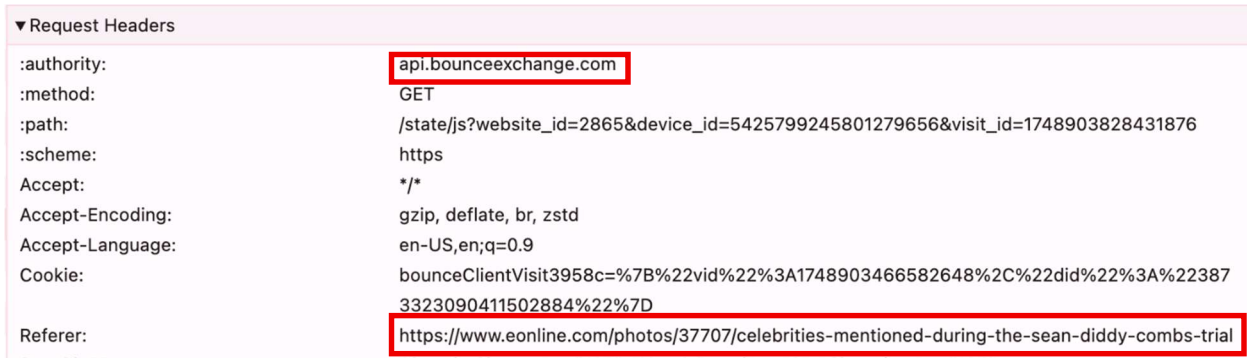 ▼Request Headers
:authority: api.bounceexchange.com
:method: GET
:path: /state/js?website_id=2865&device_id=5425799245801279656&visit_id=1748903828431876
:scheme: https
Accept: */*
Accept-Encoding: gzip, deflate, br, zstd
Accept-Language: en-US,en;q=0.9
Cookie: bounceClientVisit3958c=%7B%22vid%22%3A1748903466582648%2C%22did%22%3A%22387
3323090411502884%22%7D
Referer: https://www.eonline.com/photos/37707/celebrities-mentioned-during-the-sean-diddy-combs-trial